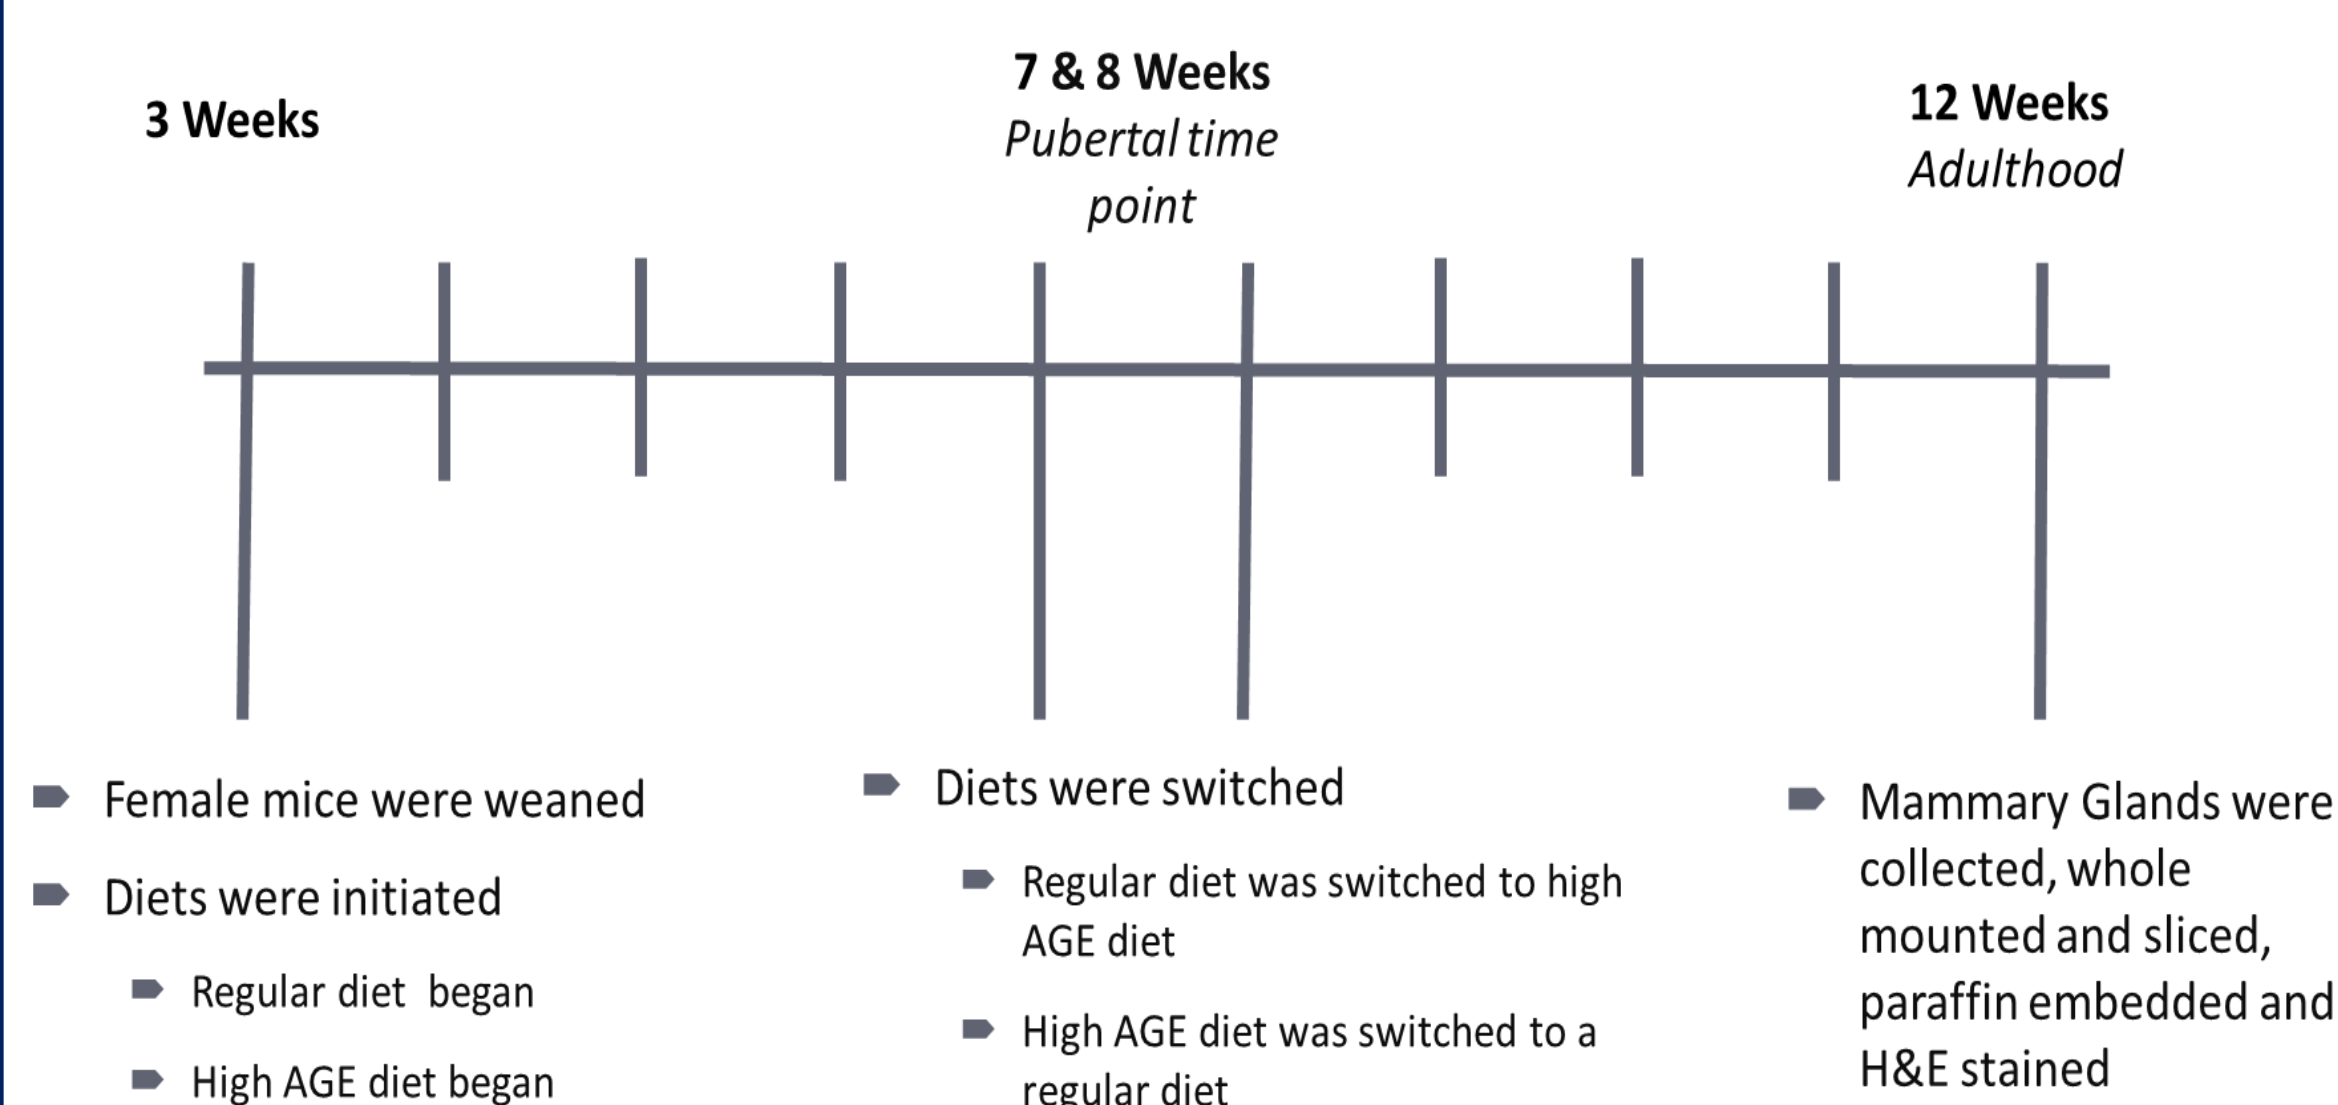 3 Weeks
7 & 8 Weeks
Pubertal time
point
12 Weeks
Adulthood
Female mice were weaned
Diets were initiated
Regular diet began
High AGE diet began
Diets were switched
Regular diet was switched to high
AGE diet
High AGE diet was switched to a
regular diet
Mammary Glands were
collected, whole
mounted and sliced,
paraffin embedded and
H&E stained